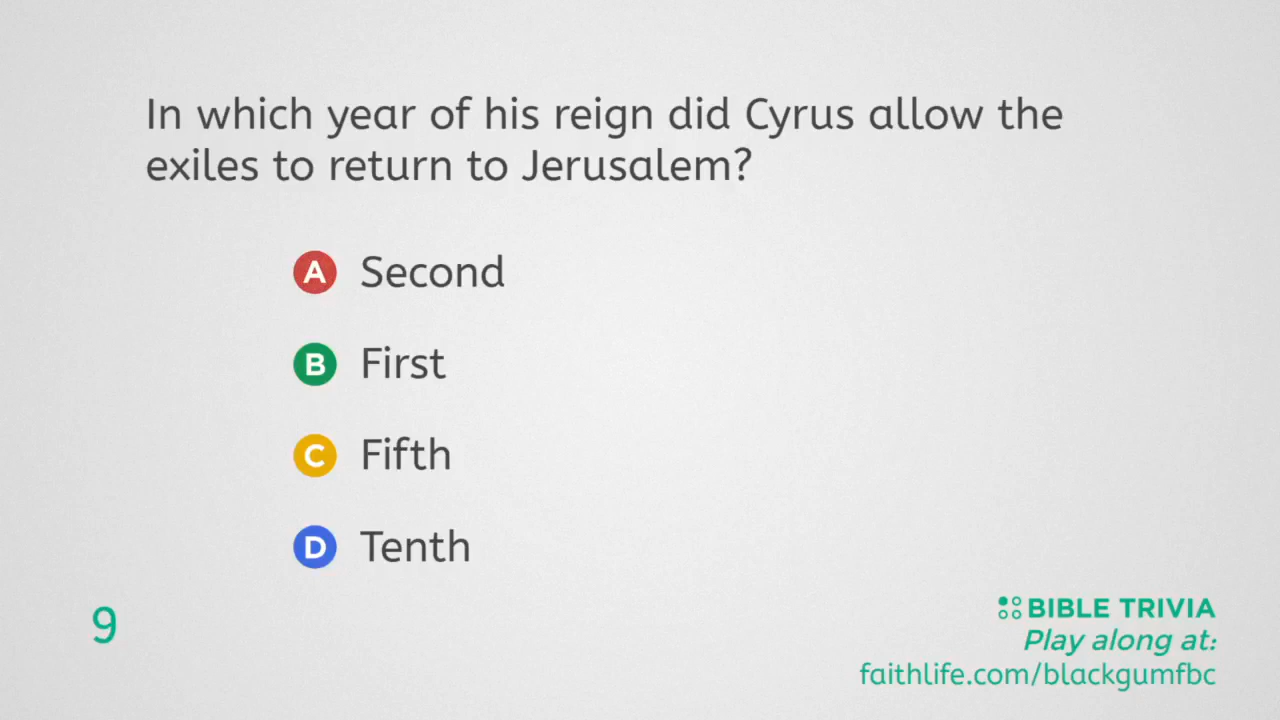 In which year of his reign did Cyrus allow the
exiles to return to Jerusalem?
A Second
B First
C Fifth
D Tenth
9
BIBLE TRIVIA
Play along at:
faithlife.com/blackgumfbc